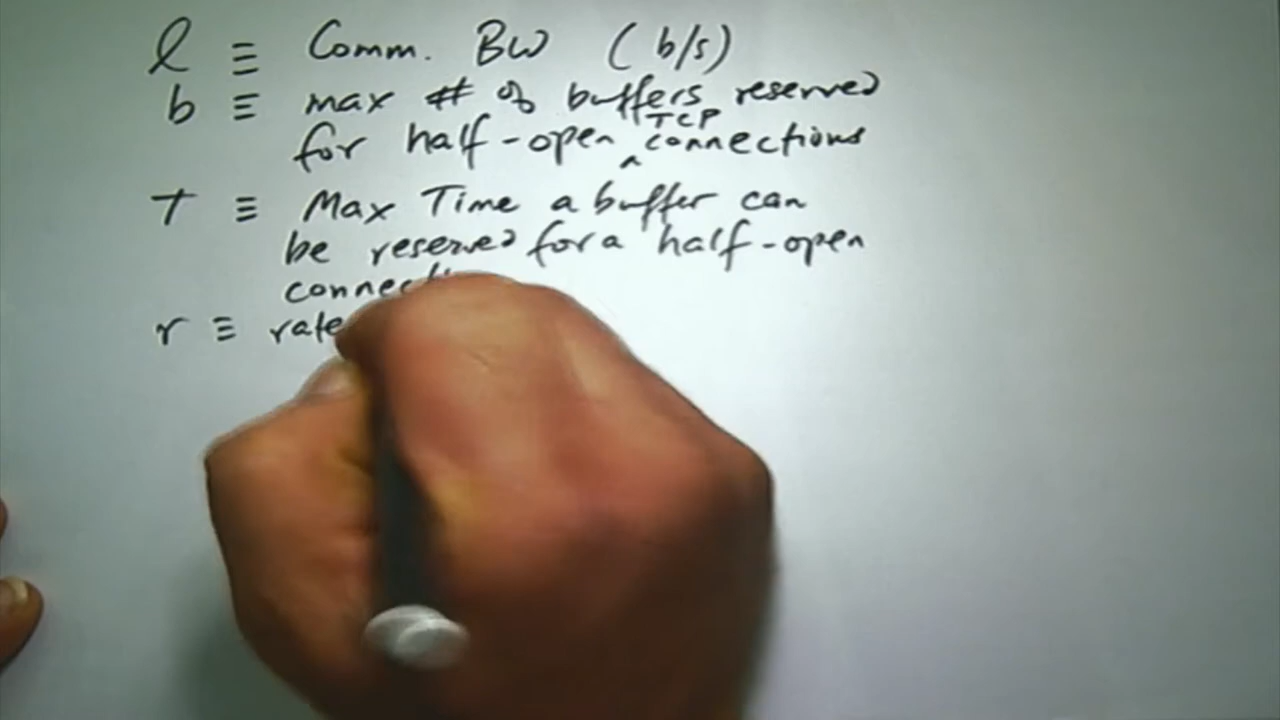 l ≡ Comm. BW (b/s)
b ≡ max # of buffers reserved
for half-open TCP connections
T ≡ Max Time a buffer can
be reserved for a half-open
r ≡ rate